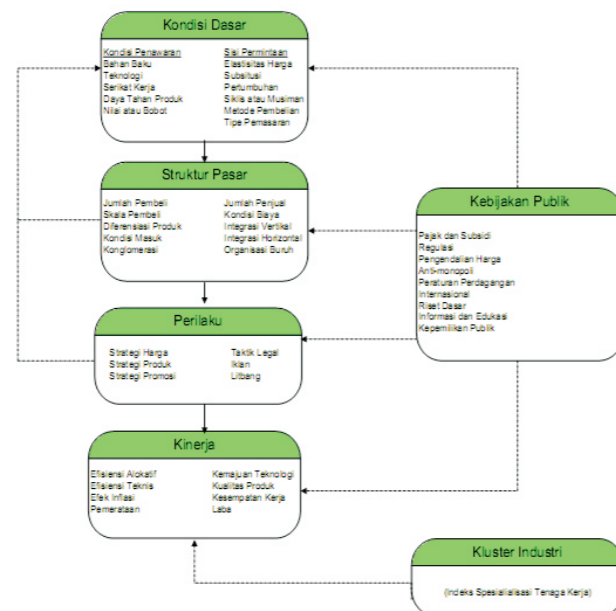 Kondisi Dasar
Kondisi Penawaran
Bahan Baku
Teknologi
Serikat Kerja
Daya Tahan Produk
Nilai atau Bobot
Sisi Permintaan
Elastisitas Harga
Subsitusi
Pertumbuhan
Siklis atau Musiman
Metode Pembelian
Tipe Pemasaran
Struktur Pasar
Jumlah Pembeli
Skala Pembeli
Diferensiasi Produk
Kondisi Masuk
Konglomerasi
Jumlah Penjual
Kondisi Biaya
Integrasi Vertikal
Integrasi Horizontal
Organisasi Buruh
Kebijakan Publik
Pajak dan Subsidi
Regulasi
Pengendalian Harga
Anti-monopoli
Peraturan Perdagangan
Internasional
Riset Dasar
Informasi dan Edukasi
Kepemilikan Publik
Perilaku
Strategi Harga
Strategi Produk
Strategi Promosi
Taktik Legal
Iklan
Litbang
Kinerja
Efisiensi Alokatif
Efisiensi Teknis
Efek Inflasi
Pemerataan
Kemajuan Teknologi
Kualitas Produk
Kesempatan Kerja
Laba
Kluster Industri
(Indeks Spesialialisasi Tenaga Kerja)